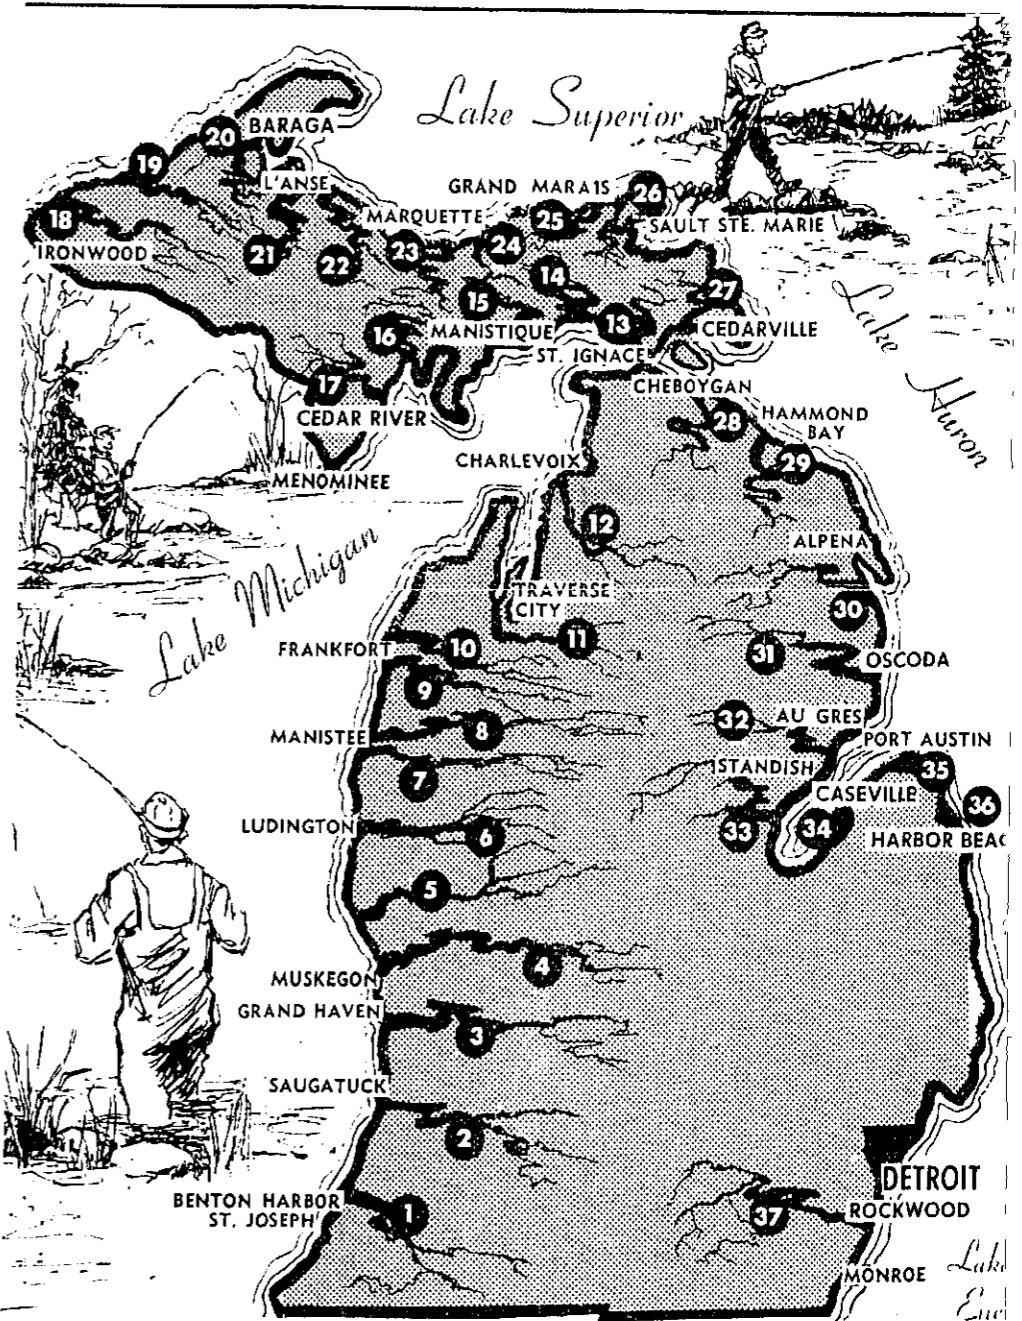 Lake Superior
20
BARAGA
19
L'ANSE
GRAND MARAIS
26
18
MARQUETTE
25
SAULT STE. MARIE
IRONWOOD
21
22
23
24
14
27
Lake Huron
15
16
MANISTIQUE
13
CEDARVILLE
ST. IGNACE
17
CHEBOYGAN
CEDAR RIVER
28
HAMMOND
BAY
CHARLEVOIX
29
MENOMINEE
12
ALPENA
Lake Michigan
TRAVERSE
CITY
30
FRANKFORT
10
11
31
OSCODA
9
32
AU GRES
MANISTEE
8
PORT AUSTIN
7
STANDISH
35
CASEVILLE
36
LUDINGTON
6
33
34
HARBOR BEAC
5
MUSKEGON
4
GRAND HAVEN
3
SAUGATUCK
2
DETROIT
BENTON HARBOR
ST. JOSEPH
1
37
ROCKWOOD
MONROE
Lake